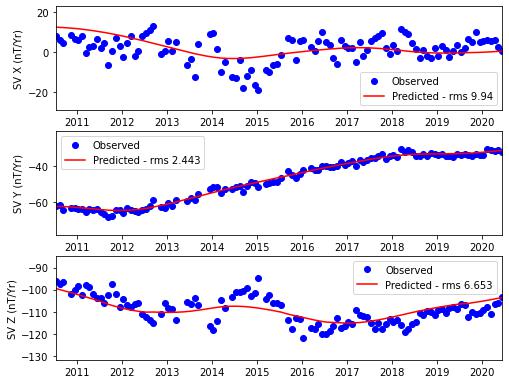 SV X (nT/Yr)
20
0
−20
Observed
Predicted - rms 9.94
2011 2012 2013 2014 2015 2016 2017 2018 2019 2020
SV Y (nT/Yr)
−40
−60
Observed
Predicted - rms 2.443
2011 2012 2013 2014 2015 2016 2017 2018 2019 2020
SV Z (nT/Yr)
−90
−100
−110
−120
−130
Observed
Predicted - rms 6.653
2011 2012 2013 2014 2015 2016 2017 2018 2019 2020